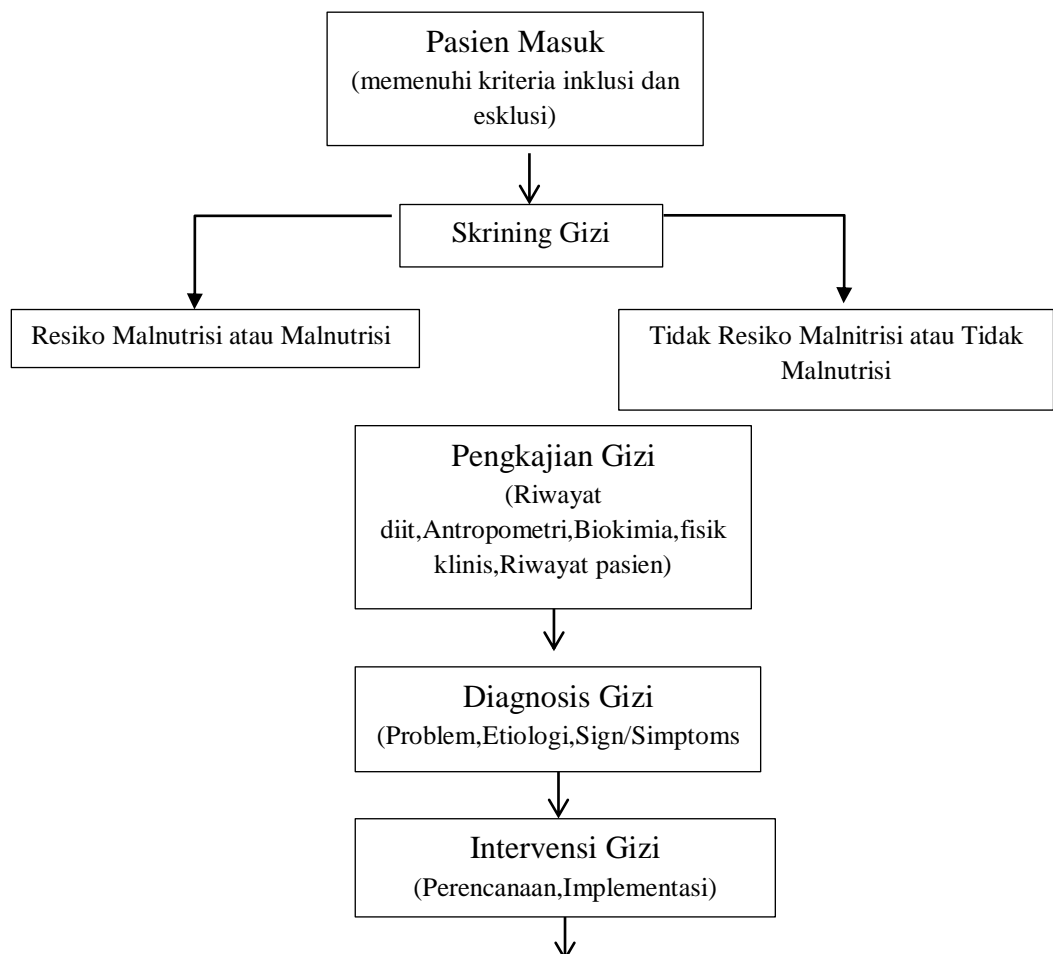 Pasien Masuk
(memenuhi kriteria inklusi dan
esklusi)
Skrining Gizi
Resiko Malnutrisi atau Malnutrisi
Tidak Resiko Malnitrisi atau Tidak
Malnutrisi
Pengkajian Gizi
(Riwayat
diit,Antropometri,Biokimia,fisik
klinis,Riwayat pasien)
Diagnosis Gizi
(Problem,Etiologi,Sign/Simptoms
Intervensi Gizi
(Perencanaan,Implementasi)